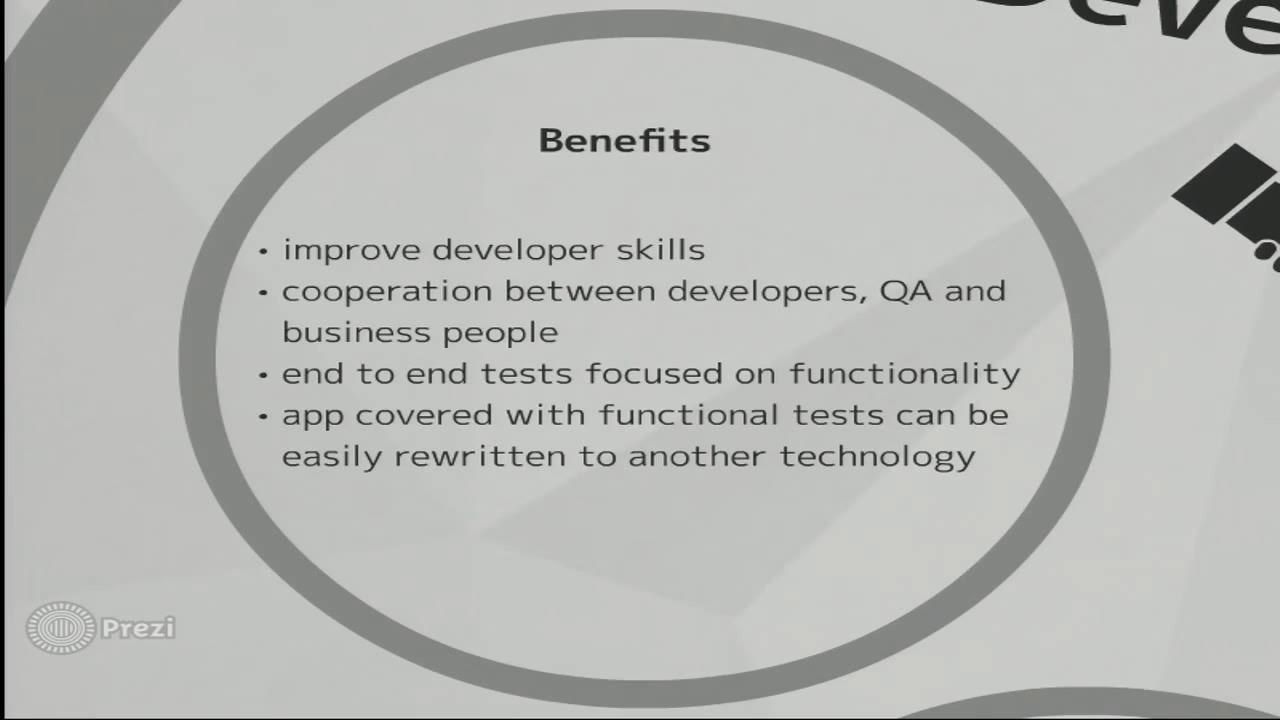 Deve
Benefits
• improve developer skills
• cooperation between developers, QA and
business people
• end to end tests focused on functionality
• app covered with functional tests can be
easily rewritten to another technology
Prezi